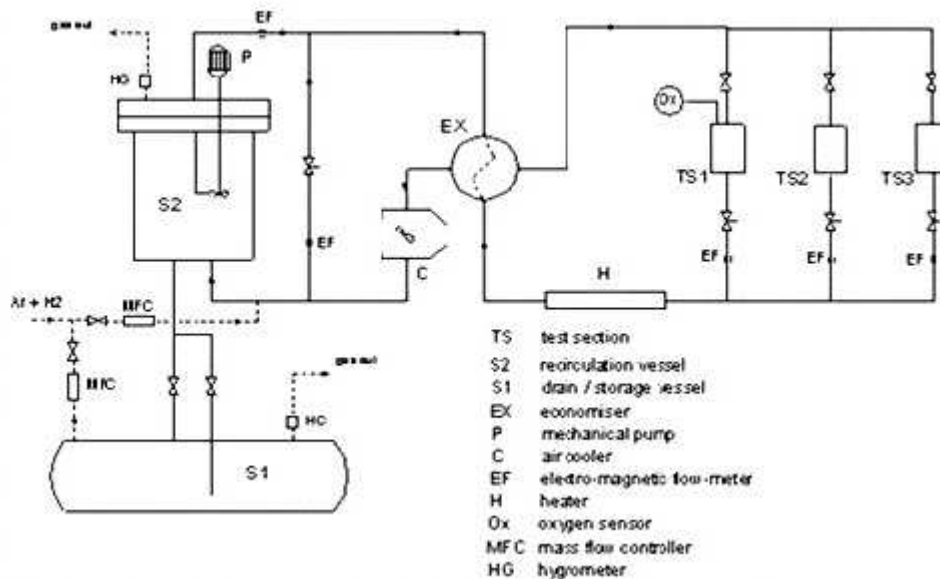 EF
gas out
P
HG
Ox
EX
S2
TS1
TS2
TS3
EF
C
EF
EF
EF
H
Ar + H2
MFC
MFC
gas out
HG
S1
TS test section
S2 recirculation vessel
S1 drain / storage vessel
EX economiser
P mechanical pump
C air cooler
EF electro-magnetic flow-meter
H heater
Ox oxygen sensor
MFC mass flow controller
HG hygrometer